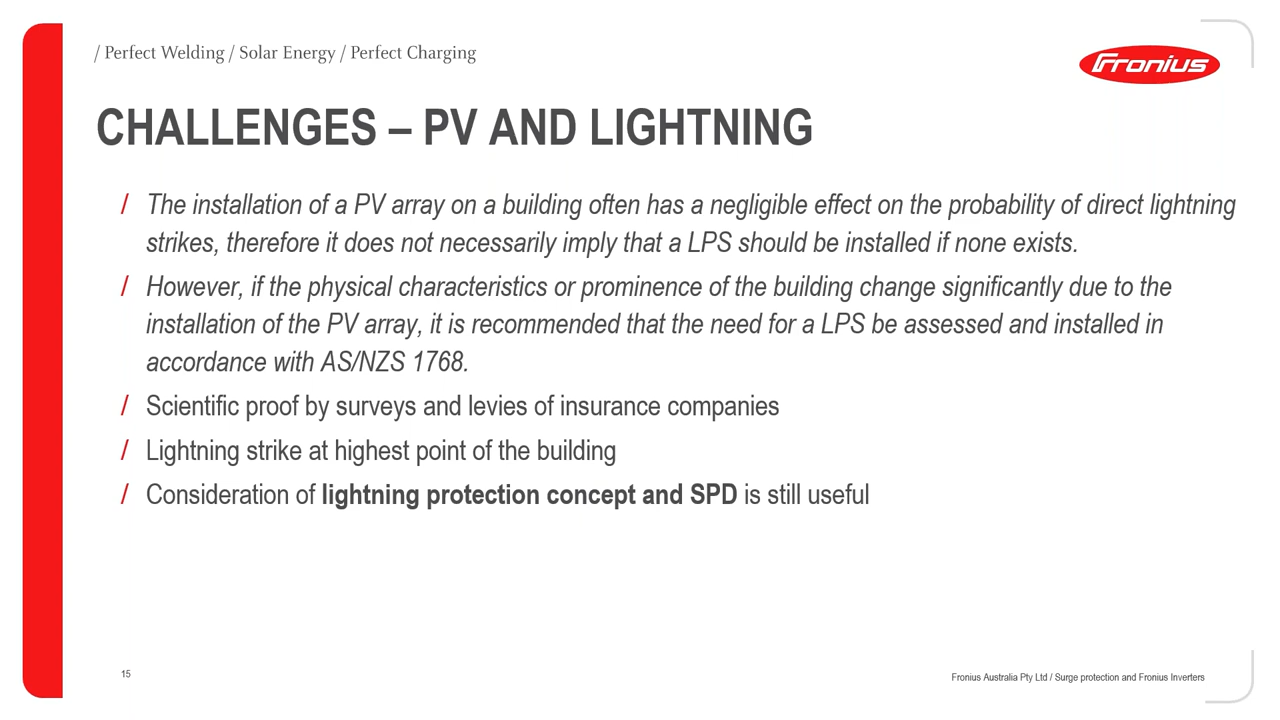 / Perfect Welding / Solar Energy / Perfect Charging
Fronius
CHALLENGES – PV AND LIGHTNING
/ The installation of a PV array on a building often has a negligible effect on the probability of direct lightning
strikes, therefore it does not necessarily imply that a LPS should be installed if none exists.
/ However, if the physical characteristics or prominence of the building change significantly due to the
installation of the PV array, it is recommended that the need for a LPS be assessed and installed in
accordance with AS/NZS 1768.
/ Scientific proof by surveys and levies of insurance companies
/ Lightning strike at highest point of the building
/ Consideration of lightning protection concept and SPD is still useful
15
Fronius Australia Pty Ltd / Surge protection and Fronius Inverters